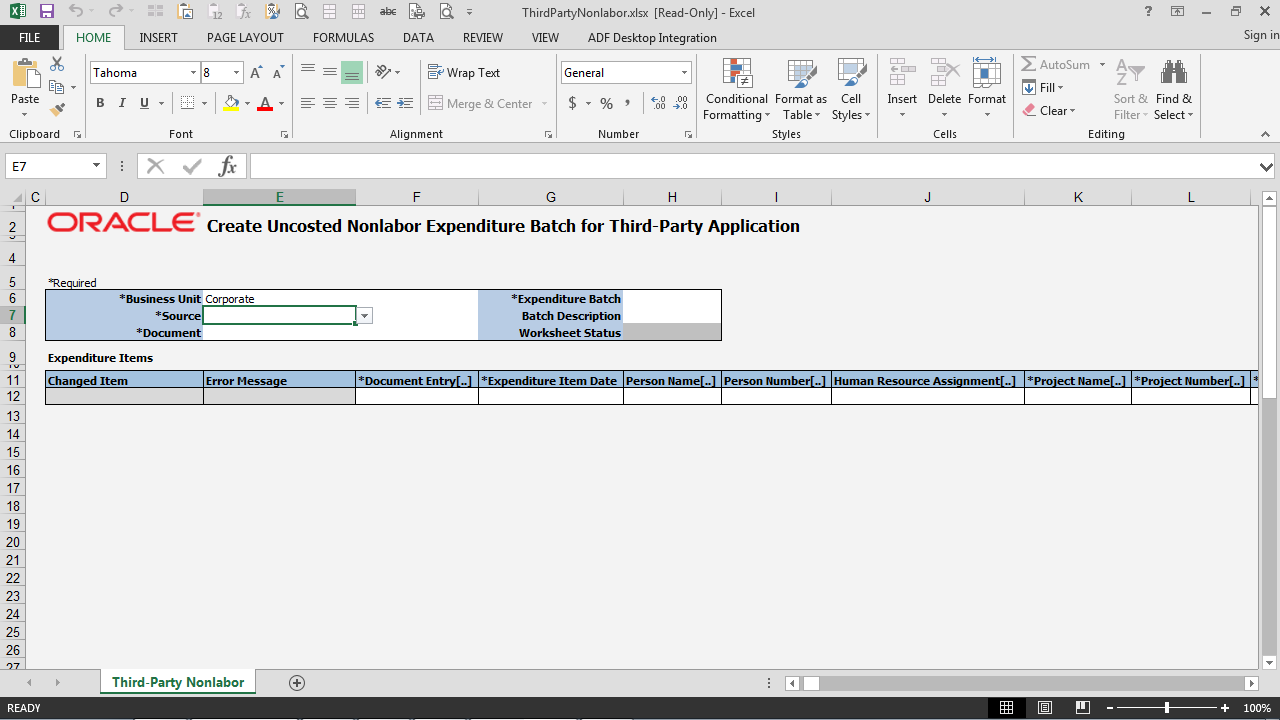 ThirdPartyNonlabor.xlsx [Read-Only] - Excel
FILE HOME INSERT PAGE LAYOUT FORMULAS DATA REVIEW VIEW ADF Desktop Integration Sign in
Paste
Clipboard
Tahoma 8
B I U
Font
Wrap Text
Merge & Center
Alignment
General
$ % ,
Number
Conditional Formatting
Format as Table
Cell Styles
Styles
Insert Delete Format
Cells
AutoSum
Fill
Clear
Sort & Filter
Find & Select
Editing
E7 fx
C D E F G H I J K L
2 ORACLE® Create Uncosted Nonlabor Expenditure Batch for Third-Party Application
4
5 *Required
6 *Business Unit Corporate *Expenditure Batch
7 *Source Batch Description
8 *Document Worksheet Status
9 Expenditure Items
10
11 Changed Item Error Message *Document Entry[..] *Expenditure Item Date Person Name[..] Person Number[..] Human Resource Assignment[..] *Project Name[..] *Project Number[..] *
12
13
14
15
16
17
18
19
20
21
22
23
24
25
26
27
Third-Party Nonlabor
READY 100%